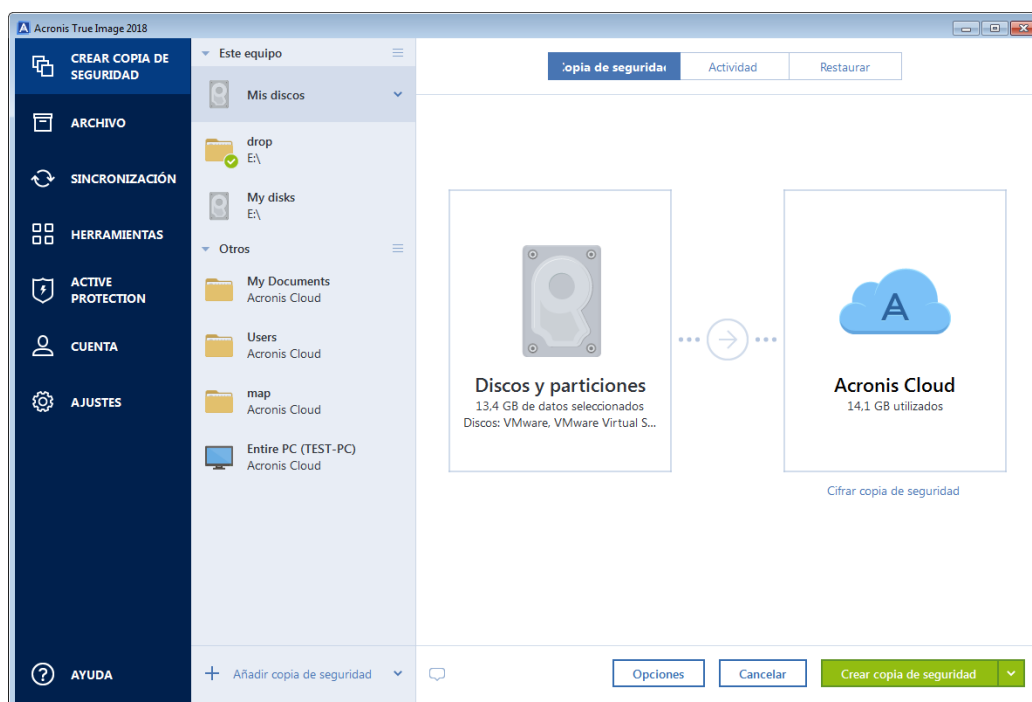 Acronis True Image 2018
CREAR COPIA DE
SEGURIDAD
ARCHIVO
SINCRONIZACIÓN
HERRAMIENTAS
ACTIVE
PROTECTION
CUENTA
AJUSTES
AYUDA
Este equipo
Mis discos
drop
E:\
My disks
E:\
Otros
My Documents
Acronis Cloud
Users
Acronis Cloud
map
Acronis Cloud
Entire PC (TEST-PC)
Acronis Cloud
Añadir copia de seguridad
opia de seguridad
Actividad
Restaurar
Discos y particiones
13,4 GB de datos seleccionados
Discos: VMware, VMware Virtual S...
Acronis Cloud
14,1 GB utilizados
Cifrar copia de seguridad
Opciones
Cancelar
Crear copia de seguridad